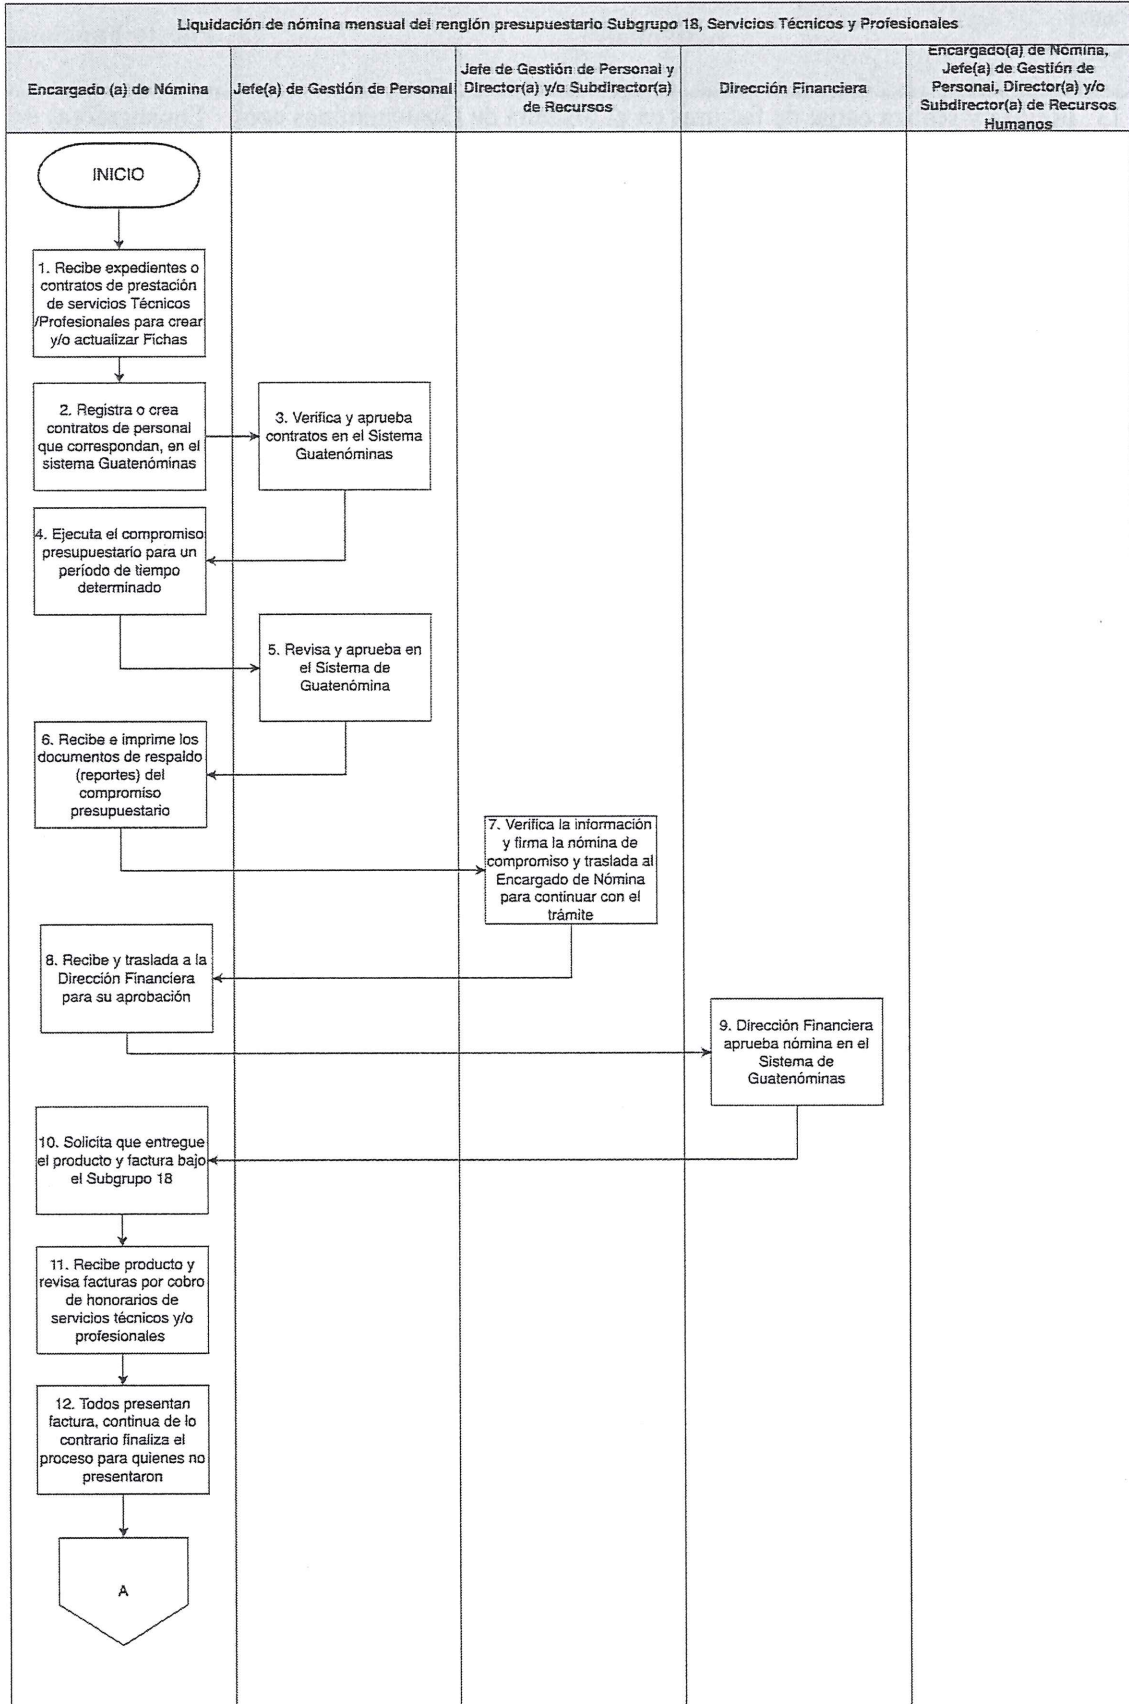 Liquidación de nómina mensual del renglón presupuestario Subgrupo 18, Servicios Técnicos y Profesionales
Encargado (a) de Nómina
Jefe(a) de Gestión de Personal
Jefe de Gestión de Personal y
Director(a) y/o Subdirector(a)
de Recursos
Dirección Financiera
Encargado(a) de Nómina,
Jefe(a) de Gestión de
Personal, Director(a) y/o
Subdirector(a) de Recursos
Humanos
INICIO
1. Recibe expedientes o
contratos de prestación
de servicios Técnicos
/Profesionales para crear
y/o actualizar Fichas
2. Registra o crea
contratos de personal
que correspondan, en el
sistema Guatenóminas
3. Verifica y aprueba
contratos en el Sistema
Guatenóminas
4. Ejecuta el compromiso
presupuestario para un
período de tiempo
determinado
5. Revisa y aprueba en
el Sistema de
Guatenómina
6. Recibe e imprime los
documentos de respaldo
(reportes) del
compromiso
presupuestario
7. Verifica la información
y firma la nómina de
compromiso y traslada al
Encargado de Nómina
para continuar con el
trámite
8. Recibe y traslada a la
Dirección Financiera
para su aprobación
9. Dirección Financiera
aprueba nómina en el
Sistema de
Guatenóminas
10. Solicita que entregue
el producto y factura bajo
el Subgrupo 18
11. Recibe producto y
revisa facturas por cobro
de honorarios de
servicios técnicos y/o
profesionales
12. Todos presentan
factura, continua de lo
contrario finaliza el
proceso para quienes no
presentaron
A